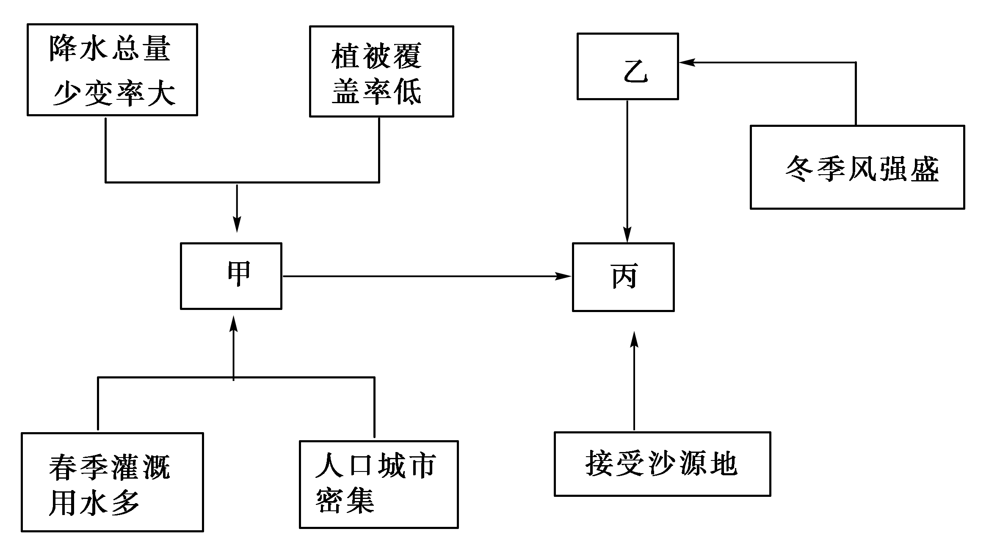 降水总量
少变率大
植被覆
盖率低
乙
冬季风强盛
甲
丙
春季灌溉
用水多
人口城市
密集
接受沙源地